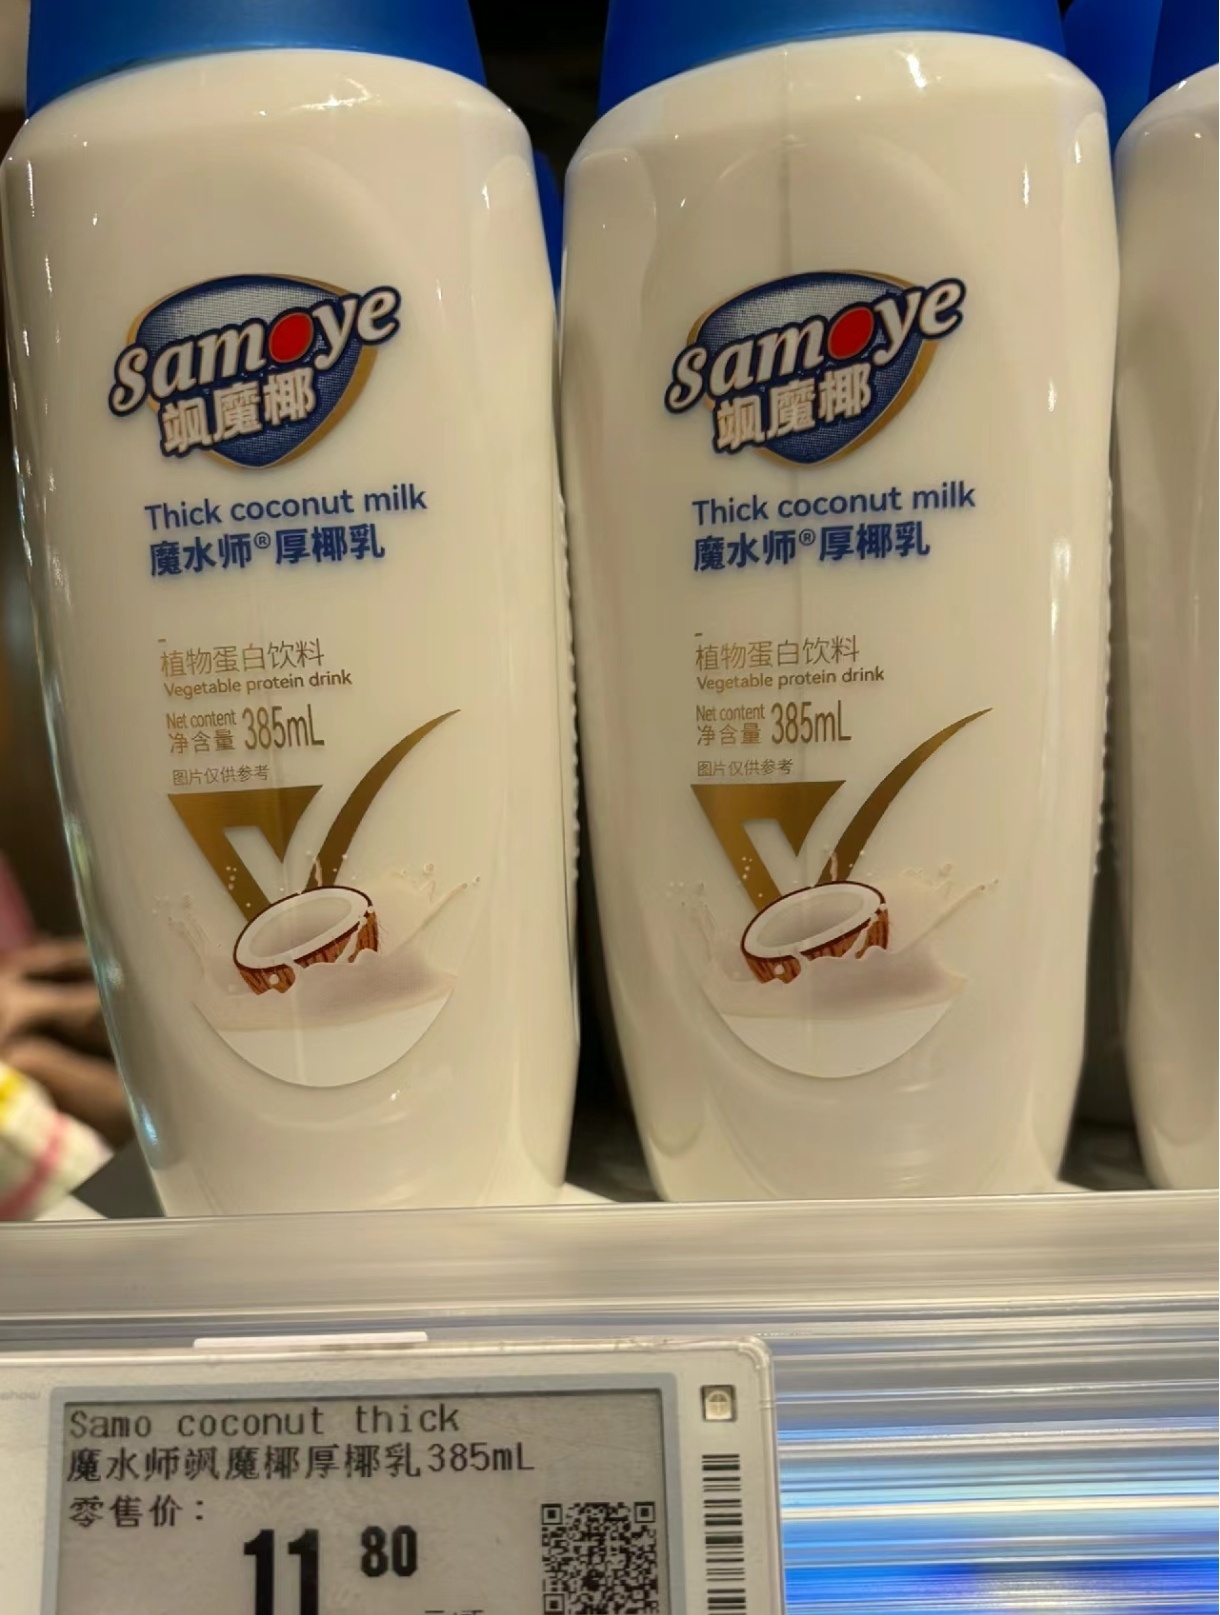 samoye
飒魔椰
Thick coconut milk
魔水师®厚椰乳
植物蛋白饮料
Vegetable protein drink
Net content
净含量 385mL
图片仅供参考
samoye
飒魔椰
Thick coconut milk
魔水师®厚椰乳
植物蛋白饮料
Vegetable protein drink
Net content
净含量 385mL
图片仅供参考
show
Samo coconut thick
魔水师飒魔椰厚椰乳385mL
零售价：
11 80